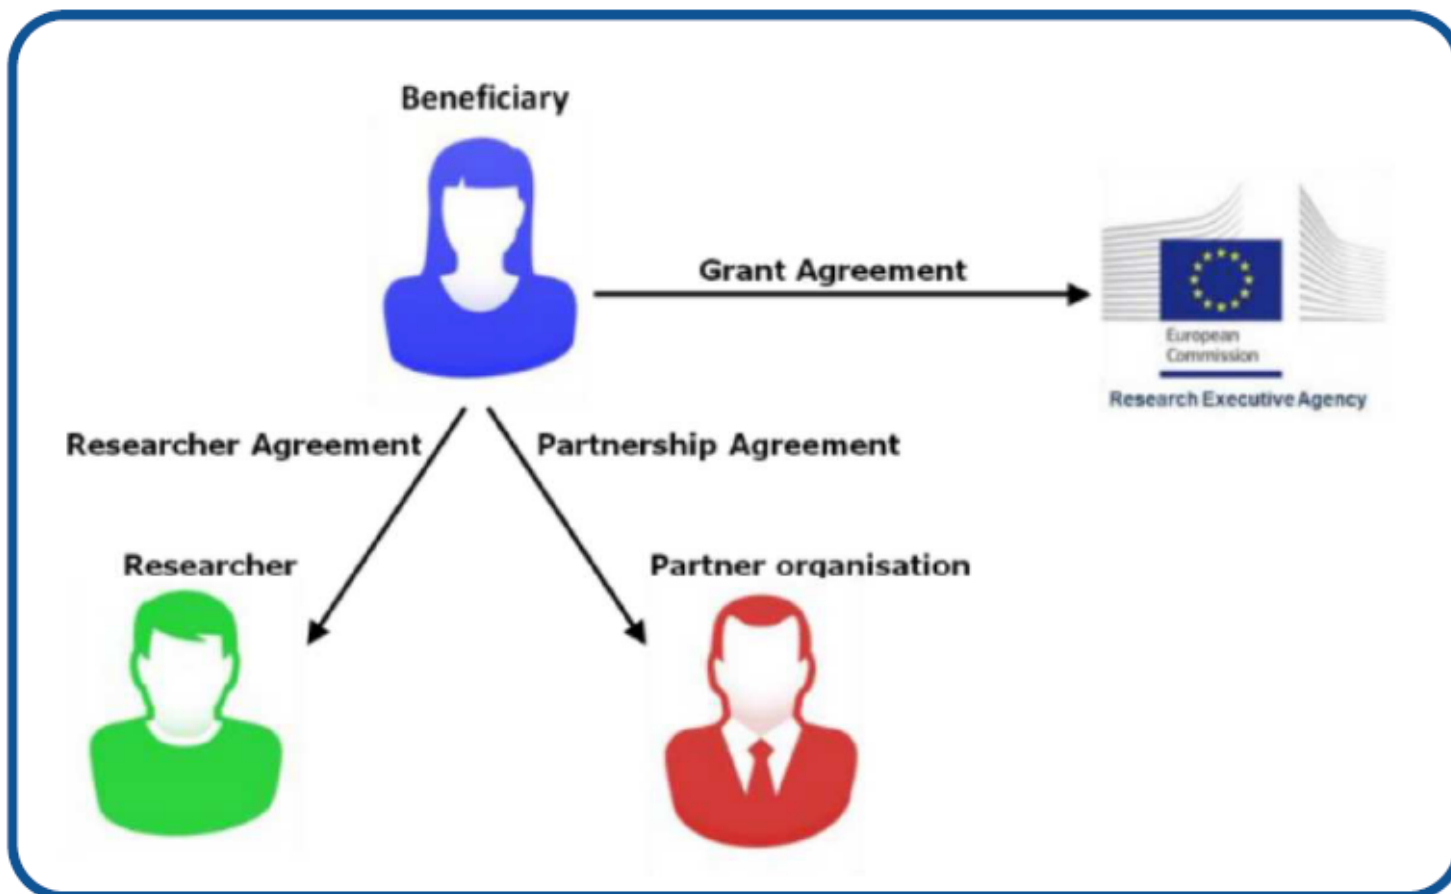 Beneficiary
Grant Agreement
European
Commission
Research Executive Agency
Researcher Agreement
Partnership Agreement
Researcher
Partner organisation